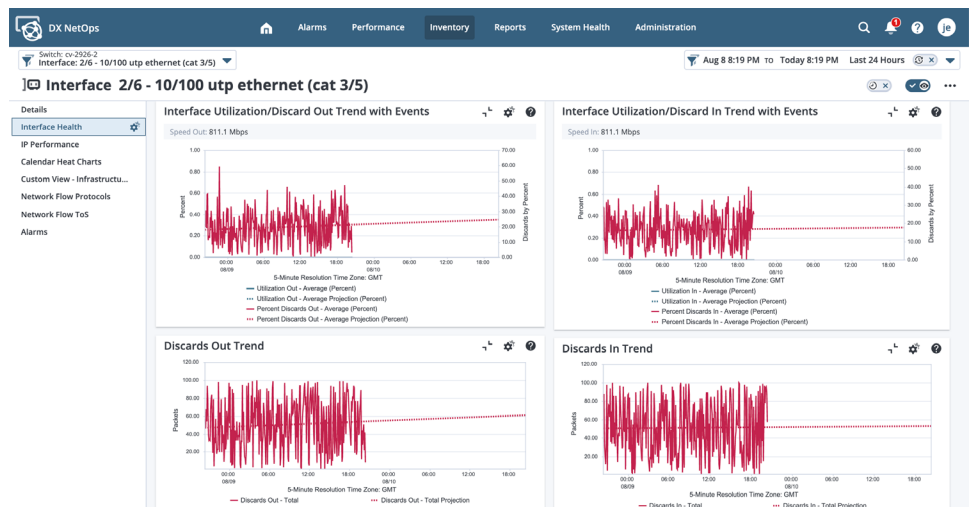 DX NetOps
Alarms
Performance
Inventory
Reports
System Health
Administration
1
?
je
Switch: cv-2926-2
Interface: 2/6 - 10/100 utp ethernet (cat 3/5)
Aug 8 8:19 PM TO Today 8:19 PM Last 24 Hours
Interface 2/6 - 10/100 utp ethernet (cat 3/5)
Details
Interface Health
IP Performance
Calendar Heat Charts
Custom View - Infrastructu...
Network Flow Protocols
Network Flow ToS
Alarms
Interface Utilization/Discard Out Trend with Events
Speed Out: 811.1 Mbps
1.00
0.80
0.60
0.40
0.20
0.00
Percent
70.00
60.00
50.00
40.00
30.00
20.00
10.00
0.00
Discards by Percent
00:00 06:00 12:00 18:00 00:00 06:00 12:00 18:00
08/09 08/10
5-Minute Resolution Time Zone: GMT
Utilization Out - Average (Percent)
Utilization Out - Average Projection (Percent)
Percent Discards Out - Average (Percent)
Percent Discards Out - Average Projection (Percent)
Interface Utilization/Discard In Trend with Events
Speed In: 811.1 Mbps
1.00
0.80
0.60
0.40
0.20
0.00
Percent
60.00
50.00
40.00
30.00
20.00
10.00
0.00
Discards by Percent
00:00 06:00 12:00 18:00 00:00 06:00 12:00 18:00
08/09 08/10
5-Minute Resolution Time Zone: GMT
Utilization In - Average (Percent)
Utilization In - Average Projection (Percent)
Percent Discards In - Average (Percent)
Percent Discards In - Average Projection (Percent)
Discards Out Trend
120.00
100.00
80.00
60.00
40.00
20.00
Packets
00:00 06:00 12:00 18:00 00:00 06:00 12:00 18:00
08/09 08/10
5-Minute Resolution Time Zone: GMT
Discards Out - Total
Discards Out - Total Projection
Discards In Trend
120.00
100.00
80.00
60.00
40.00
20.00
Packets
00:00 06:00 12:00 18:00 00:00 06:00 12:00 18:00
08/09 08/10
5-Minute Resolution Time Zone: GMT
Discards In - Total
Discards In - Total Projection